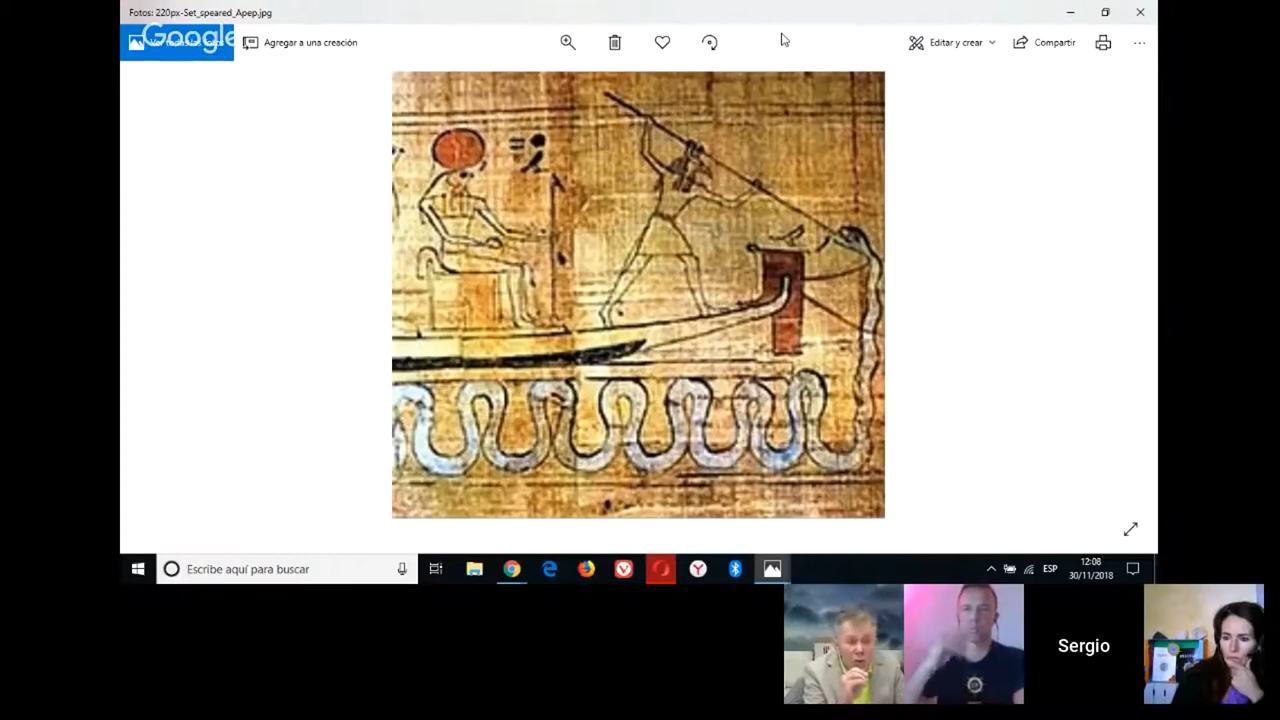 Fotos: 220px-Set_speared_Apep.jpg
Google
Agregar a una creación
Editar y crear
Compartir
Escribe aquí para buscar
ESP
12:08
30/11/2018
Sergio